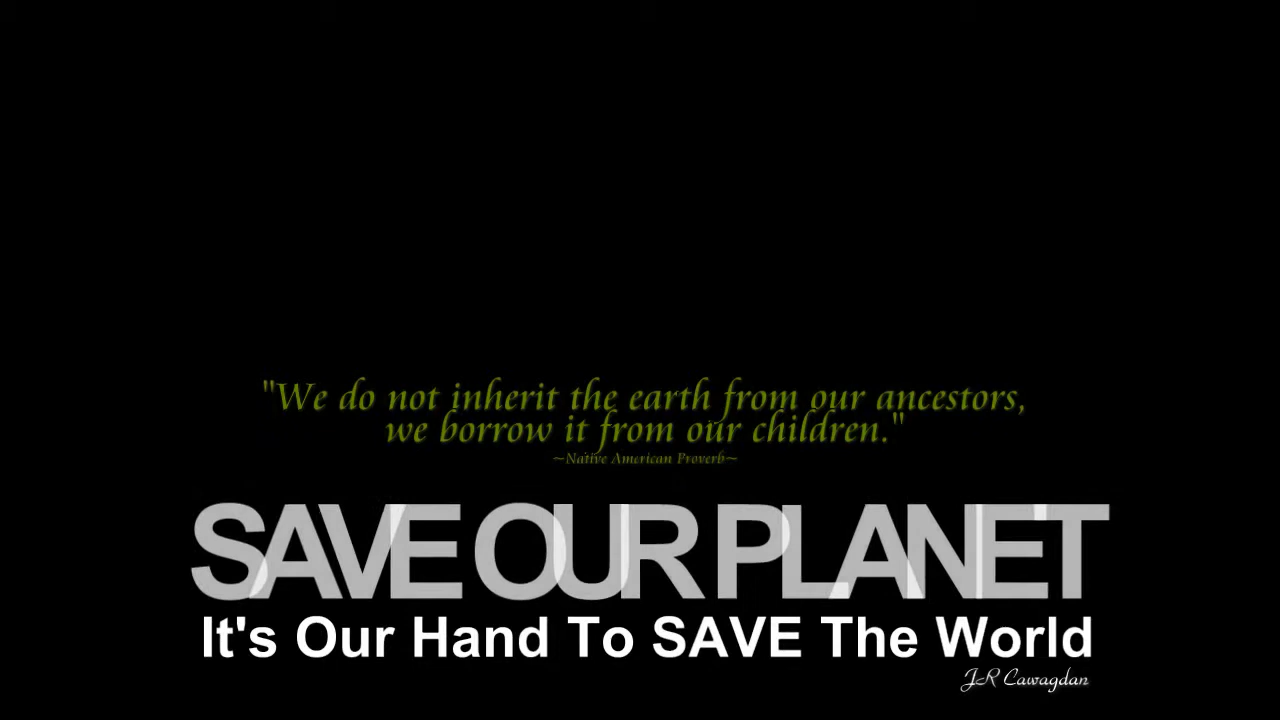 "We do not inherit the earth from our ancestors,
we borrow it from our children."
~Native American Proverb~
SAVE OUR PLANET
It's Our Hand To SAVE The World
J-R Cawagdan